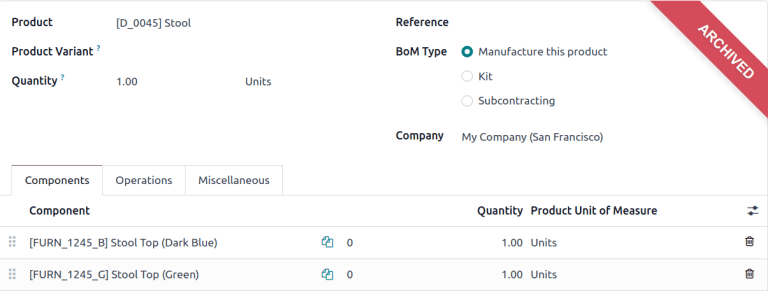 Product [D_0045] Stool
Reference
ARCHIVED
Product Variant ?
BoM Type Manufacture this product
Kit
Quantity ? 1.00 Units
Subcontracting
Company My Company (San Francisco)
Components Operations Miscellaneous
Component Quantity Product Unit of Measure
[FURN_1245_B] Stool Top (Dark Blue) 0 1.00 Units
[FURN_1245_G] Stool Top (Green) 0 1.00 Units